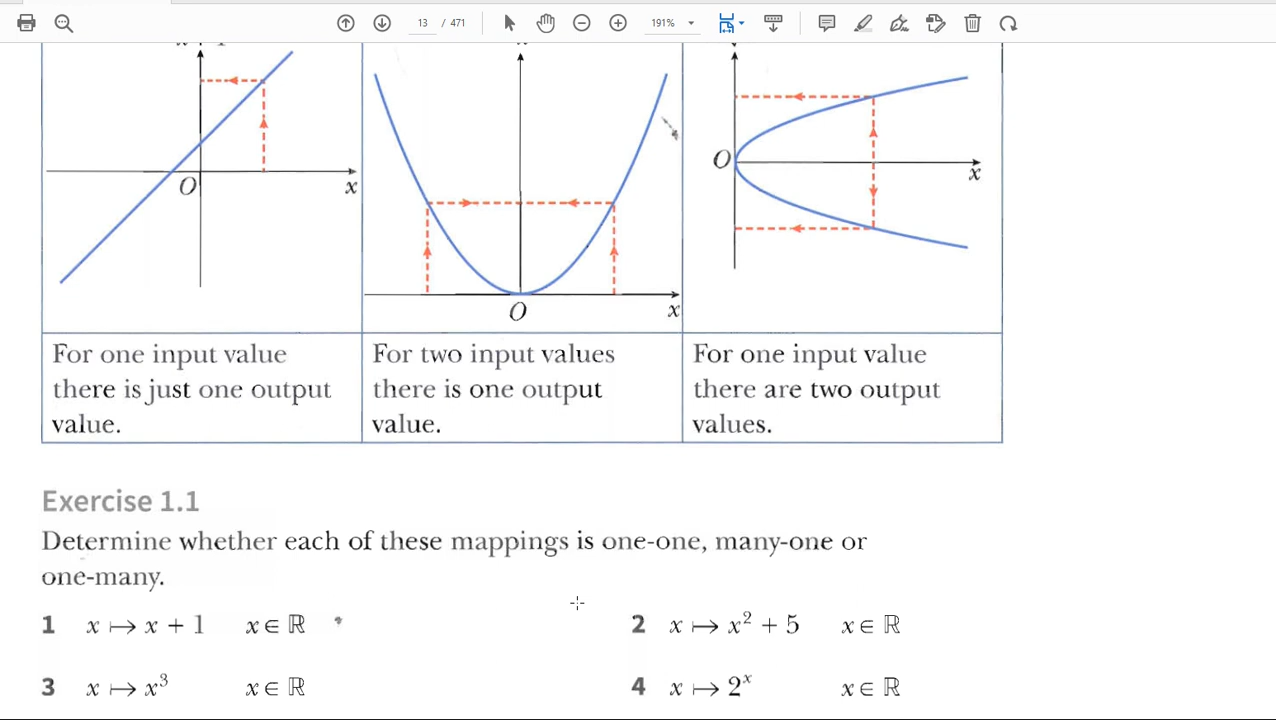 13 / 471 191%
O x
O x
O x
For one input value
there is just one output
value.
For two input values
there is one output
value.
For one input value
there are two output
values.
Exercise 1.1
Determine whether each of these mappings is one-one, many-one or
one-many.
1 x ↦ x + 1 x ∈ ℝ
2 x ↦ x² + 5 x ∈ ℝ
3 x ↦ x³ x ∈ ℝ
4 x ↦ 2ˣ x ∈ ℝ